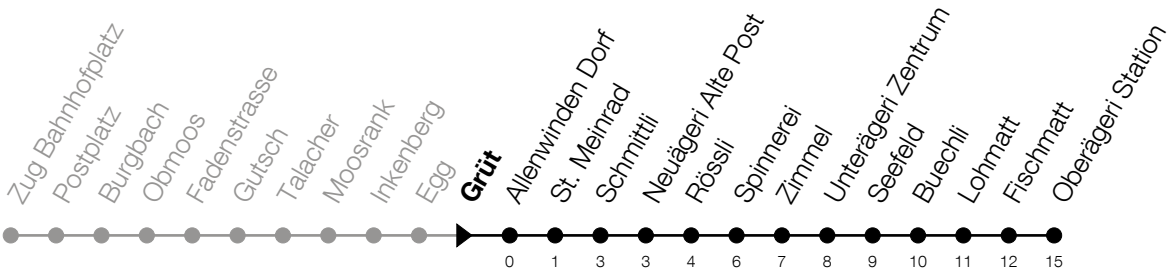 Zug Bahnhofplatz
Postplatz
Burgbach
Obmoos
Fadenstrasse
Gutsch
Talacher
Moosrank
Inkenberg
Egg
Grüt
Allenwinden Dorf
St. Meinrad
Schmittli
Neuägeri Alte Post
Rössli
Spinnerei
Zimmel
Unterägeri Zentrum
Seefeld
Buechli
Lohmatt
Fischmatt
Oberägeri Station
0 1 3 3 4 6 7 8 9 10 11 12 15